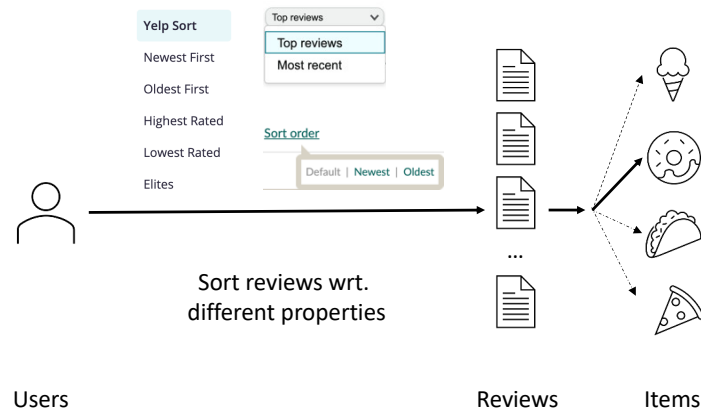 Yelp Sort
Newest First
Oldest First
Highest Rated
Lowest Rated
Elites
Top reviews
Top reviews
Most recent
Sort order
Default | Newest | Oldest
...
Sort reviews wrt.
different properties
Users
Reviews
Items